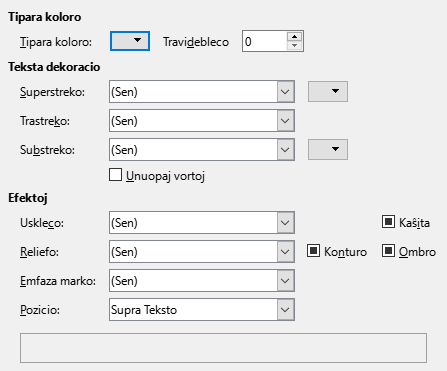 Tipara koloro
Tipara koloro: Travidebleco 0
Teksta dekoracio
Superstreko: (Sen)
Trastreko: (Sen)
Substreko: (Sen)
Unuopaj vortoj
Efektoj
Uskleco: (Sen) Kaŝita
Reliefo: (Sen) Konturo Ombro
Emfaza marko: (Sen)
Pozicio: Supra Teksto